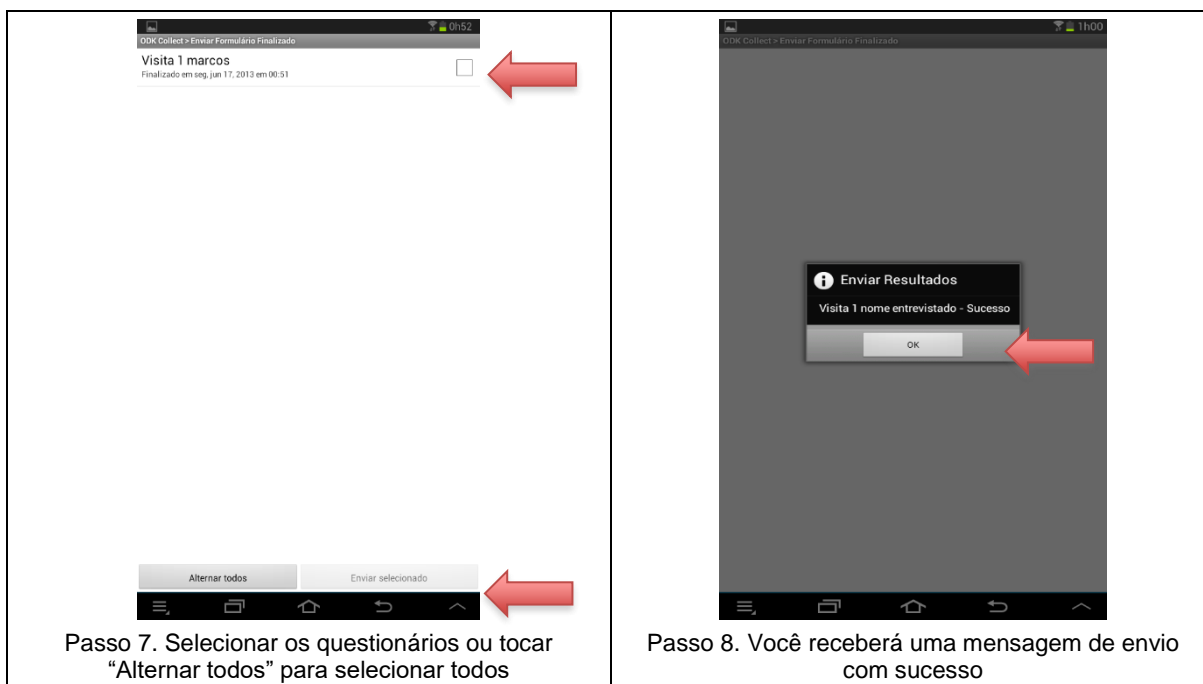 0h52
ODK Collect > Enviar Formulário Finalizado
Visita 1 marcos
Finalizado em seg, jun 17, 2013 em 00:51
Alternar todos
Enviar selecionado
Passo 7. Selecionar os questionários ou tocar
“Alternar todos” para selecionar todos
1h00
ODK Collect > Enviar Formulário Finalizado
Enviar Resultados
Visita 1 nome entrevistado - Sucesso
OK
Passo 8. Você receberá uma mensagem de envio
com sucesso